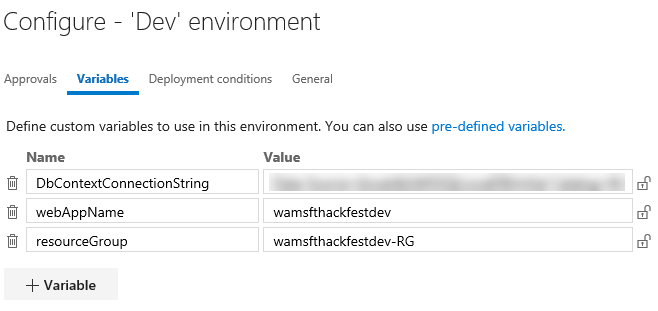 Configure - 'Dev' environment
Approvals Variables Deployment conditions General
Define custom variables to use in this environment. You can also use pre-defined variables.
Name Value
DbContextConnectionString
webAppName wamsfthackfestdev
resourceGroup wamsfthackfestdev-RG
+ Variable